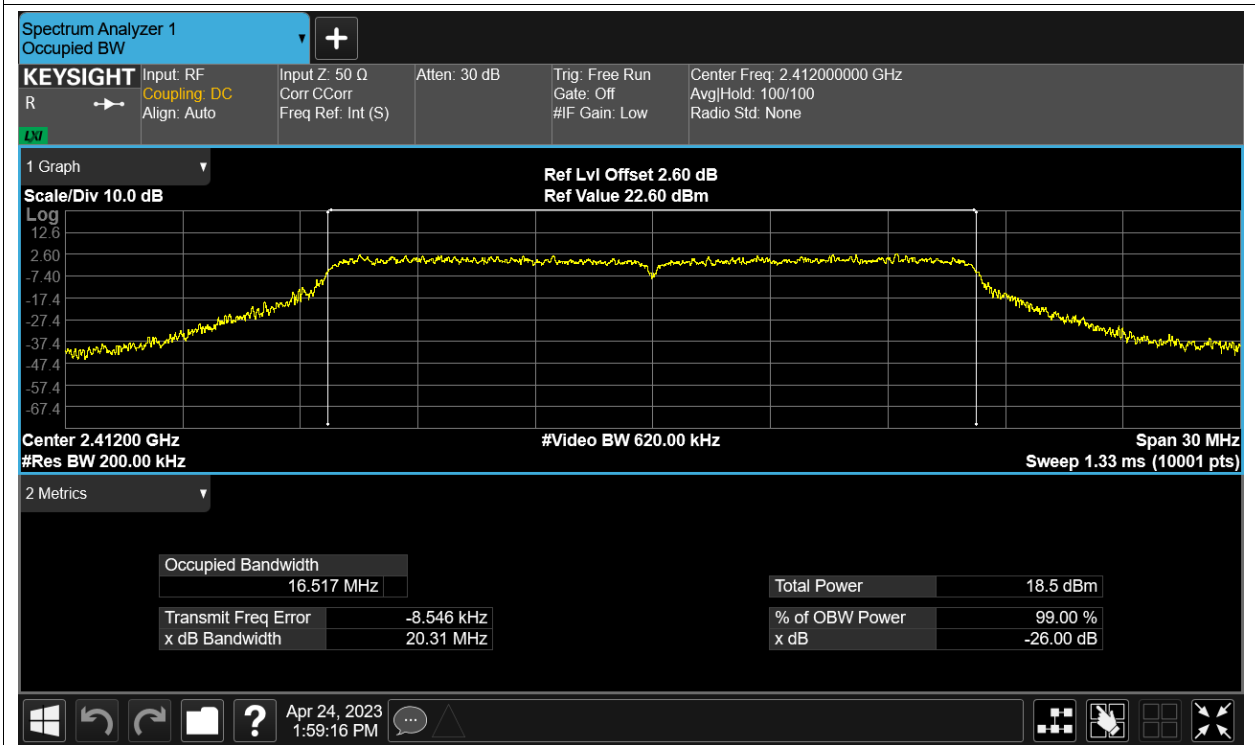 Spectrum Analyzer 1
Occupied BW
KEYSIGHT
R
LXI
Input: RF
Coupling: DC
Align: Auto
Input Z: 50 Ω
Corr CCorr
Freq Ref: Int (S)
Atten: 30 dB
Trig: Free Run
Gate: Off
#IF Gain: Low
Center Freq: 2.412000000 GHz
Avg|Hold: 100/100
Radio Std: None
1 Graph
Scale/Div 10.0 dB
Ref Lvl Offset 2.60 dB
Ref Value 22.60 dBm
Log
12.6
2.60
-7.40
-17.4
-27.4
-37.4
-47.4
-57.4
-67.4
Center 2.41200 GHz
#Video BW 620.00 kHz
Span 30 MHz
#Res BW 200.00 kHz
Sweep 1.33 ms (10001 pts)
2 Metrics
Occupied Bandwidth
16.517 MHz
Total Power 18.5 dBm
Transmit Freq Error -8.546 kHz
% of OBW Power 99.00 %
x dB Bandwidth 20.31 MHz
x dB -26.00 dB
?
Apr 24, 2023
1:59:16 PM